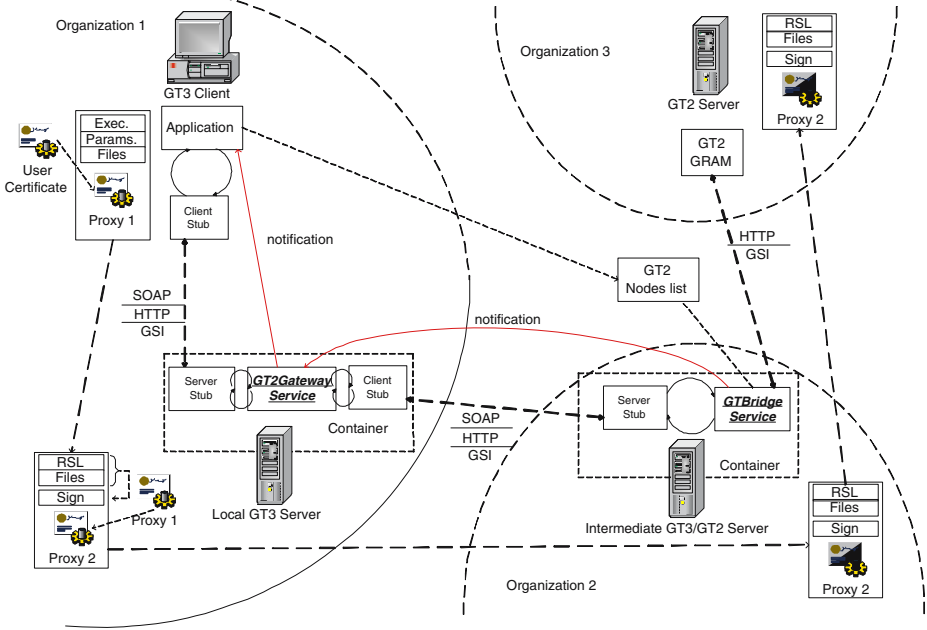 Organization 1
GT3 Client
Application
Exec.
Params.
Files
User
Certificate
Proxy 1
Client
Stub
notification
SOAP
HTTP
GSI
Server
Stub
GT2Gateway
Service
Client
Stub
Container
Local GT3 Server
RSL
Files
Sign
Proxy 1
Proxy 2
Organization 3
GT2 Server
RSL
Files
Sign
Proxy 2
GT2
GRAM
HTTP
GSI
GT2
Nodes list
notification
SOAP
HTTP
GSI
Server
Stub
GTBridge
Service
Container
Intermediate GT3/GT2 Server
Organization 2
RSL
Files
Sign
Proxy 2